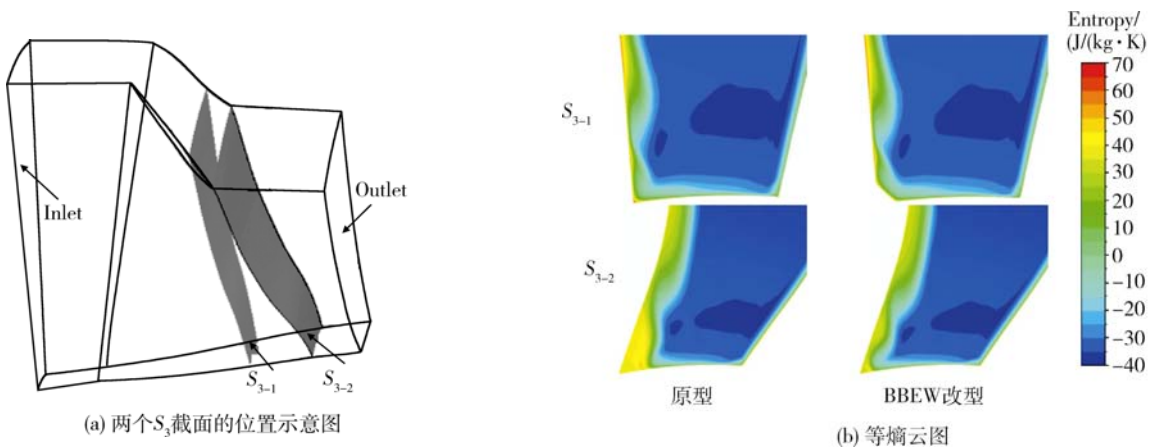 Inlet
Outlet
S3-1
S3-2
(a) 两个S3截面的位置示意图
S3-1
S3-2
原型
BBEW改型
(b) 等熵云图
Entropy/
(J/(kg·K)
70
60
50
40
30
20
10
0
-10
-20
-30
-40